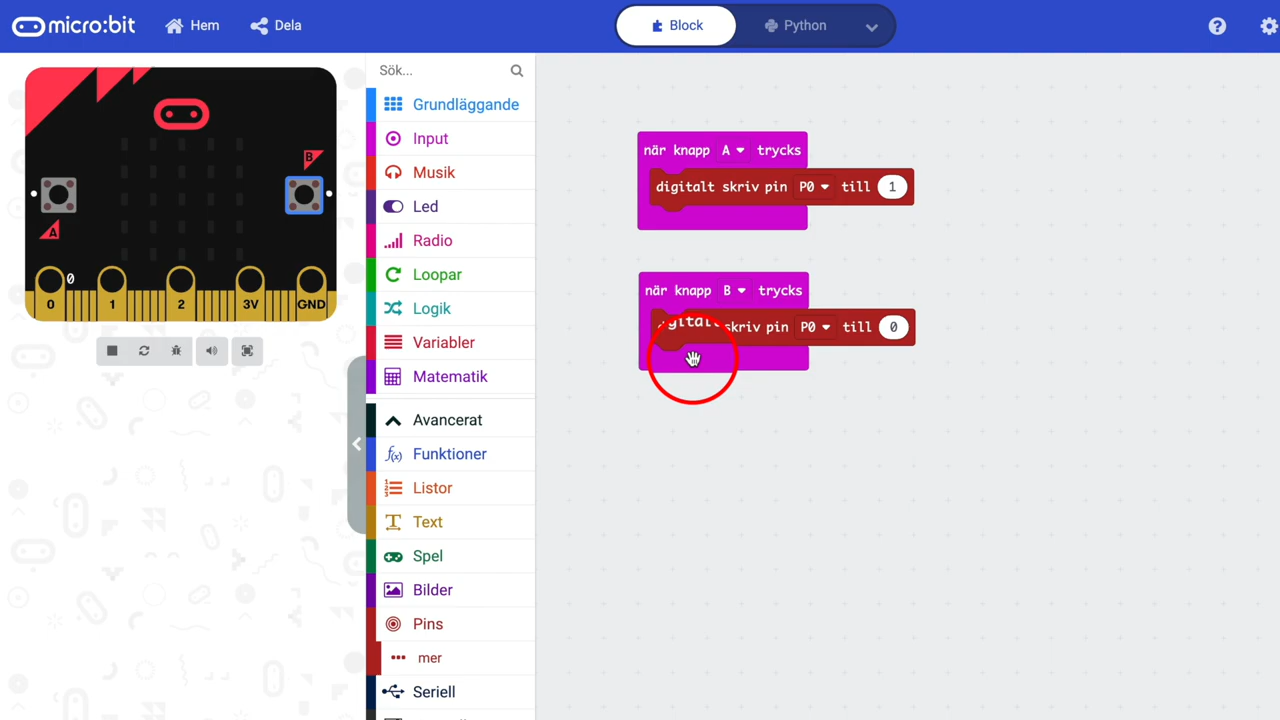 micro:bit
Hem
Dela
Block
Python
?
Sök...
B
A
0
0 1 2 3V GND
Grundläggande
Input
Musik
Led
Radio
Loopar
Logik
Variabler
Matematik
Avancerat
Funktioner
Listor
Text
Spel
Bilder
Pins
mer
Seriell
när knapp A trycks
digitalt skriv pin P0 till 1
när knapp B trycks
digitalt skriv pin P0 till 0